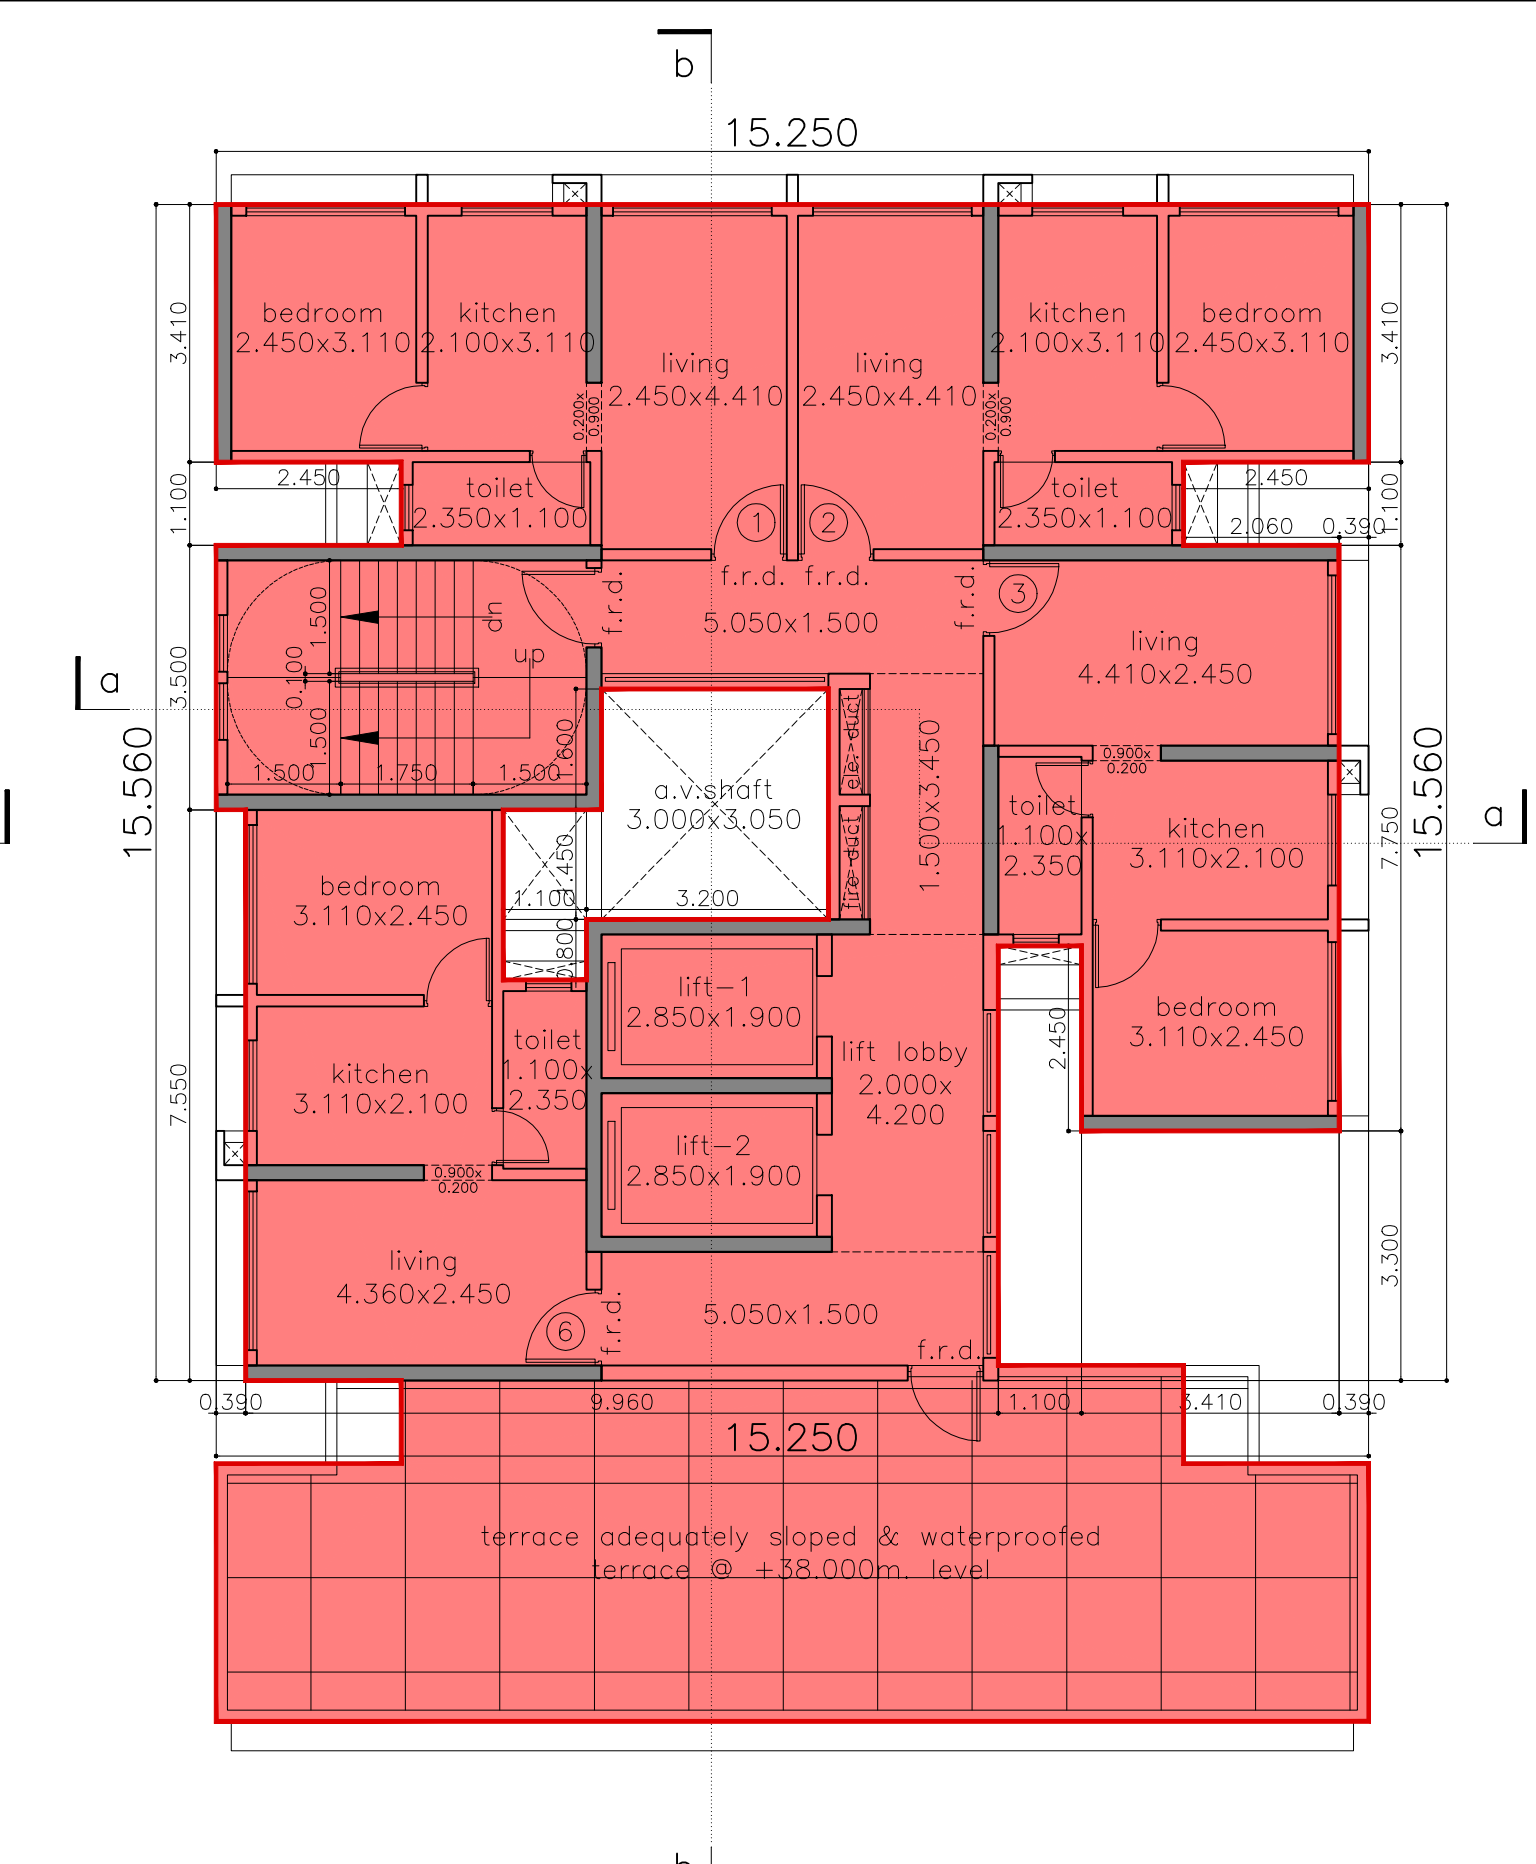 b
15.250
bedroom
2.450x3.110
kitchen
2.100x3.110
living
2.450x4.410
living
2.450x4.410
kitchen
2.100x3.110
bedroom
2.450x3.110
3.410
3.410
0.200x
0.900
0.200x
0.900
2.450
toilet
2.350x1.100
1
2
toilet
2.350x1.100
2.450
2.060
0.390
1.100
1.100
f.r.d.
f.r.d.
f.r.d.
f.r.d.
3
5.050x1.500
1.500
dn
up
0.100
1.500
1.500
1.750
1.500
1.600
3.500
living
4.410x2.450
a
a
15.560
15.560
a.v.shaft
3.000x3.050
ele. duct
fire duct
1.500x3.450
0.900x
0.200
toilet
1.100x
2.350
kitchen
3.110x2.100
7.750
bedroom
3.110x2.450
1.450
1.100
3.200
0.800
lift-1
2.850x1.900
bedroom
3.110x2.450
2.450
toilet
1.100x
2.350
kitchen
3.110x2.100
7.550
lift lobby
2.000x
4.200
lift-2
2.850x1.900
0.900x
0.200
living
4.360x2.450
6
f.r.d.
5.050x1.500
f.r.d.
3.300
0.390
9.960
1.100
3.410
0.390
15.250
terrace adequately sloped & waterproofed
terrace @ +38.000m. level